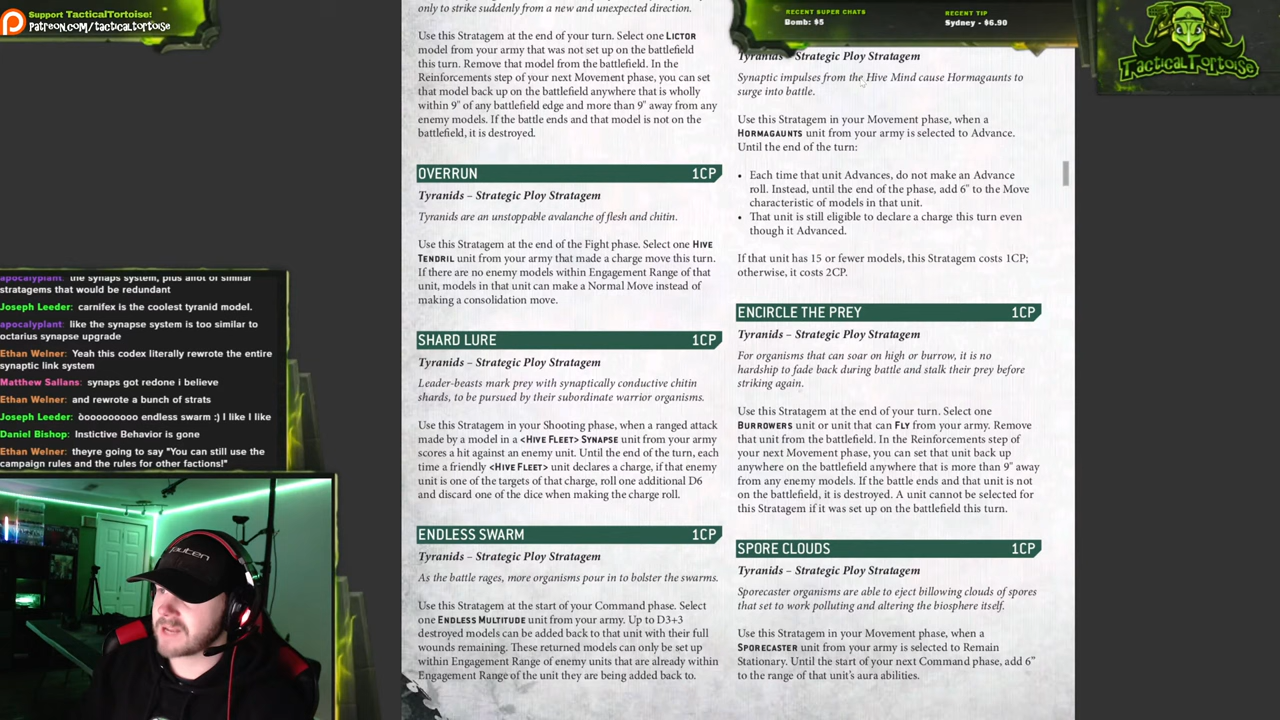 Support TacticalTortoise!
Patreon.com/tacticaltortoise
RECENT SUPER CHATS
Bomb: $5
RECENT TIP
Sydney - $6.90
TACTICALTORTOISE
only to strike suddenly from a new and unexpected direction.
Use this Stratagem at the end of your turn. Select one LICTOR
model from your army that was not set up on the battlefield
this turn. Remove that model from the battlefield. In the
Reinforcements step of your next Movement phase, you can set
that model back up on the battlefield anywhere that is wholly
within 9" of any battlefield edge and more than 9" away from any
enemy models. If the battle ends and that model is not on the
battlefield, it is destroyed.
OVERRUN 1CP
Tyranids – Strategic Ploy Stratagem
Tyranids are an unstoppable avalanche of flesh and chitin.
Use this Stratagem at the end of the Fight phase. Select one HIVE
TENDRIL unit from your army that made a charge move this turn.
If there are no enemy models within Engagement Range of that
unit, models in that unit can make a Normal Move instead of
making a consolidation move.
SHARD LURE 1CP
Tyranids – Strategic Ploy Stratagem
Leader-beasts mark prey with synaptically conductive chitin
shards, to be pursued by their subordinate warrior organisms.
Use this Stratagem in your Shooting phase, when a ranged attack
made by a model in a <HIVE FLEET> SYNAPSE unit from your army
scores a hit against an enemy unit. Until the end of the turn, each
time a friendly <HIVE FLEET> unit declares a charge, if that enemy
unit is one of the targets of that charge, roll one additional D6
and discard one of the dice when making the charge roll.
ENDLESS SWARM 1CP
Tyranids – Strategic Ploy Stratagem
As the battle rages, more organisms pour in to bolster the swarms.
Use this Stratagem at the start of your Command phase. Select
one ENDLESS MULTITUDE unit from your army. Up to D3+3
destroyed models can be added back to that unit with their full
wounds remaining. These returned models can only be set up
within Engagement Range of enemy units that are already within
Engagement Range of the unit they are being added back to.
Tyranids – Strategic Ploy Stratagem
Synaptic impulses from the Hive Mind cause Hormagaunts to
surge into battle.
Use this Stratagem in your Movement phase, when a
HORMAGAUNTS unit from your army is selected to Advance.
Until the end of the turn:
• Each time that unit Advances, do not make an Advance
roll. Instead, until the end of the phase, add 6" to the Move
characteristic of models in that unit.
• That unit is still eligible to declare a charge this turn even
though it Advanced.
If that unit has 15 or fewer models, this Stratagem costs 1CP;
otherwise, it costs 2CP.
ENCIRCLE THE PREY 1CP
Tyranids – Strategic Ploy Stratagem
For organisms that can soar on high or burrow, it is no
hardship to fade back during battle and stalk their prey before
striking again.
Use this Stratagem at the end of your turn. Select one
BURROWERS unit or unit that can FLY from your army. Remove
that unit from the battlefield. In the Reinforcements step of
your next Movement phase, you can set that unit back up
anywhere on the battlefield anywhere that is more than 9" away
from any enemy models. If the battle ends and that unit is not
on the battlefield, it is destroyed. A unit cannot be selected for
this Stratagem if it was set up on the battlefield this turn.
SPORE CLOUDS 1CP
Tyranids – Strategic Ploy Stratagem
Sporecaster organisms are able to eject billowing clouds of spores
that set to work polluting and altering the biosphere itself.
Use this Stratagem in your Movement phase, when a
SPORECASTER unit from your army is selected to Remain
Stationary. Until the start of your next Command phase, add 6"
to the range of that unit's aura abilities.
apocalyplant: the synaps system, plus allot of similar
stratagems that would be redundant
Joseph Leeder: carnifex is the coolest tyranid model.
apocalyplant: like the synapse system is too similar to
octarius synapse upgrade
Ethan Welner: Yeah this codex literally rewrote the entire
synaptic link system
Matthew Sallans: synaps got redone i believe
Ethan Welner: and rewrote a bunch of strats
Joseph Leeder: òooooooooo endless swarm :) I like I like
Daniel Bishop: Instictive Behavior is gone
Ethan Welner: theyre going to say "You can still use the
campaign rules and the rules for other factions!"